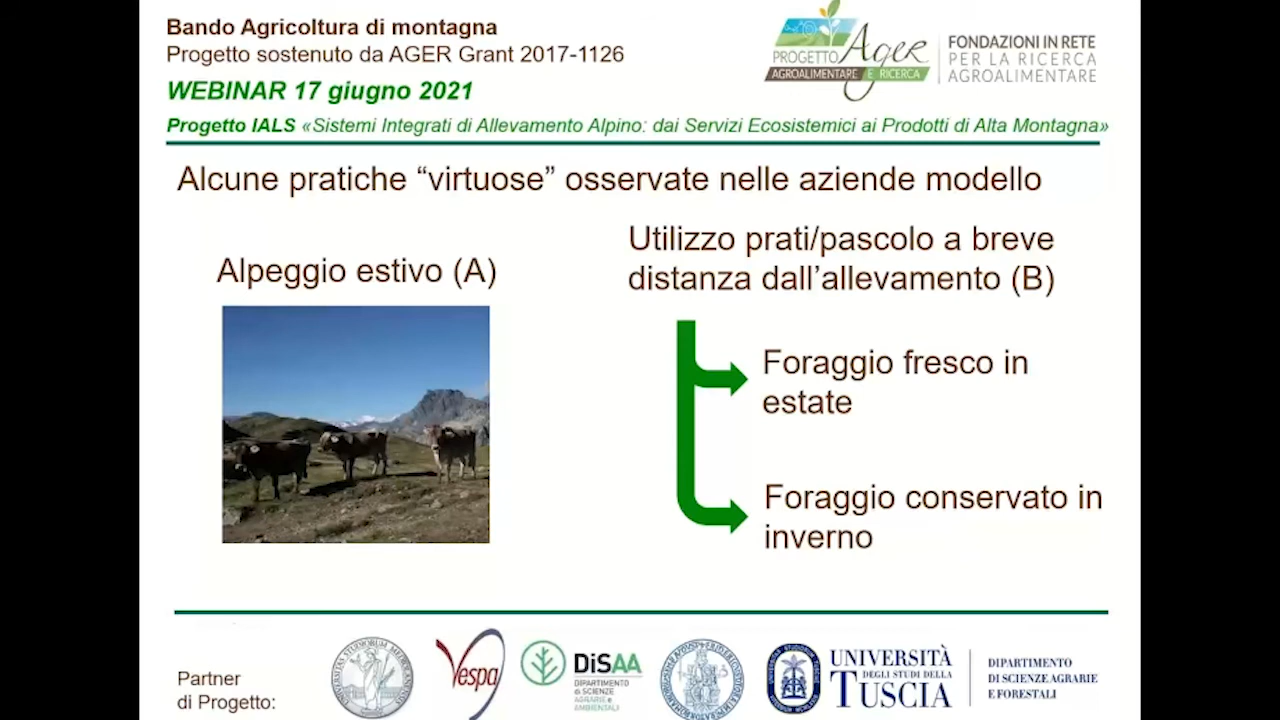 Bando Agricoltura di montagna
Progetto sostenuto da AGER Grant 2017-1126
WEBINAR 17 giugno 2021
Progetto IALS «Sistemi Integrati di Allevamento Alpino: dai Servizi Ecosistemici ai Prodotti di Alta Montagna»
PROGETTO Ager
AGROALIMENTARE E RICERCA
FONDAZIONI IN RETE
PER LA RICERCA
AGROALIMENTARE
Alcune pratiche “virtuose” osservate nelle aziende modello
Alpeggio estivo (A)
Utilizzo prati/pascolo a breve
distanza dall’allevamento (B)
Foraggio fresco in
estate
Foraggio conservato in
inverno
Partner
di Progetto:
Vespa
DiSAA
DIPARTIMENTO
di SCIENZE
AGRARIE e
AMBIENTALI
UNIVERSITÀ
DEGLI STUDI DELLA
TUSCIA
DIPARTIMENTO
DI SCIENZE AGRARIE
E FORESTALI